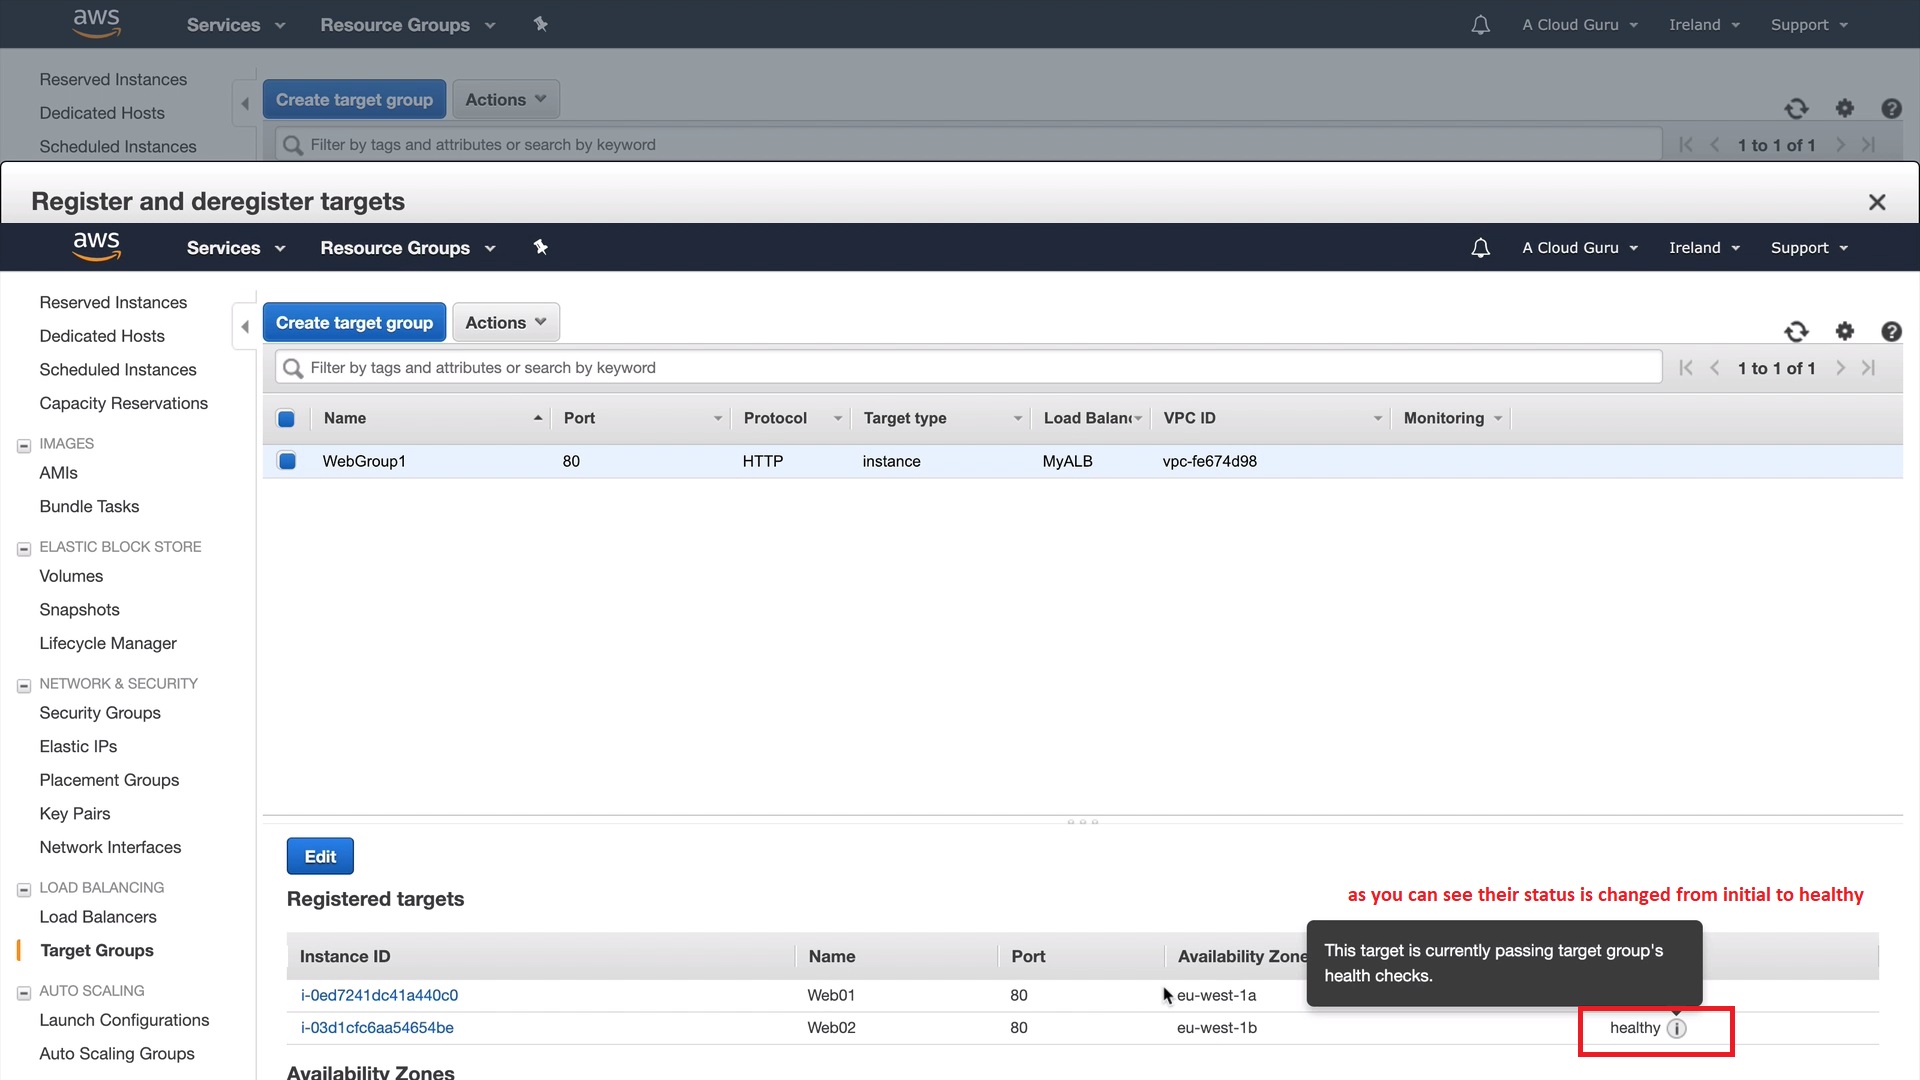 aws Services Resource Groups A Cloud Guru Ireland Support
Reserved Instances
Dedicated Hosts
Scheduled Instances
Create target group Actions
Filter by tags and attributes or search by keyword 1 to 1 of 1
Register and deregister targets
aws Services Resource Groups A Cloud Guru Ireland Support
Reserved Instances
Dedicated Hosts
Scheduled Instances
Capacity Reservations
IMAGES
AMIs
Bundle Tasks
ELASTIC BLOCK STORE
Volumes
Snapshots
Lifecycle Manager
NETWORK & SECURITY
Security Groups
Elastic IPs
Placement Groups
Key Pairs
Network Interfaces
LOAD BALANCING
Load Balancers
Target Groups
AUTO SCALING
Launch Configurations
Auto Scaling Groups
Create target group Actions
Filter by tags and attributes or search by keyword 1 to 1 of 1
Name Port Protocol Target type Load Balanc VPC ID Monitoring
WebGroup1 80 HTTP instance MyALB vpc-fe674d98
Edit
Registered targets
as you can see their status is changed from initial to healthy
This target is currently passing target group's
health checks.
Instance ID Name Port Availability Zone
i-0ed7241dc41a440c0 Web01 80 eu-west-1a
i-03d1cfc6aa54654be Web02 80 eu-west-1b healthy
Availability Zones